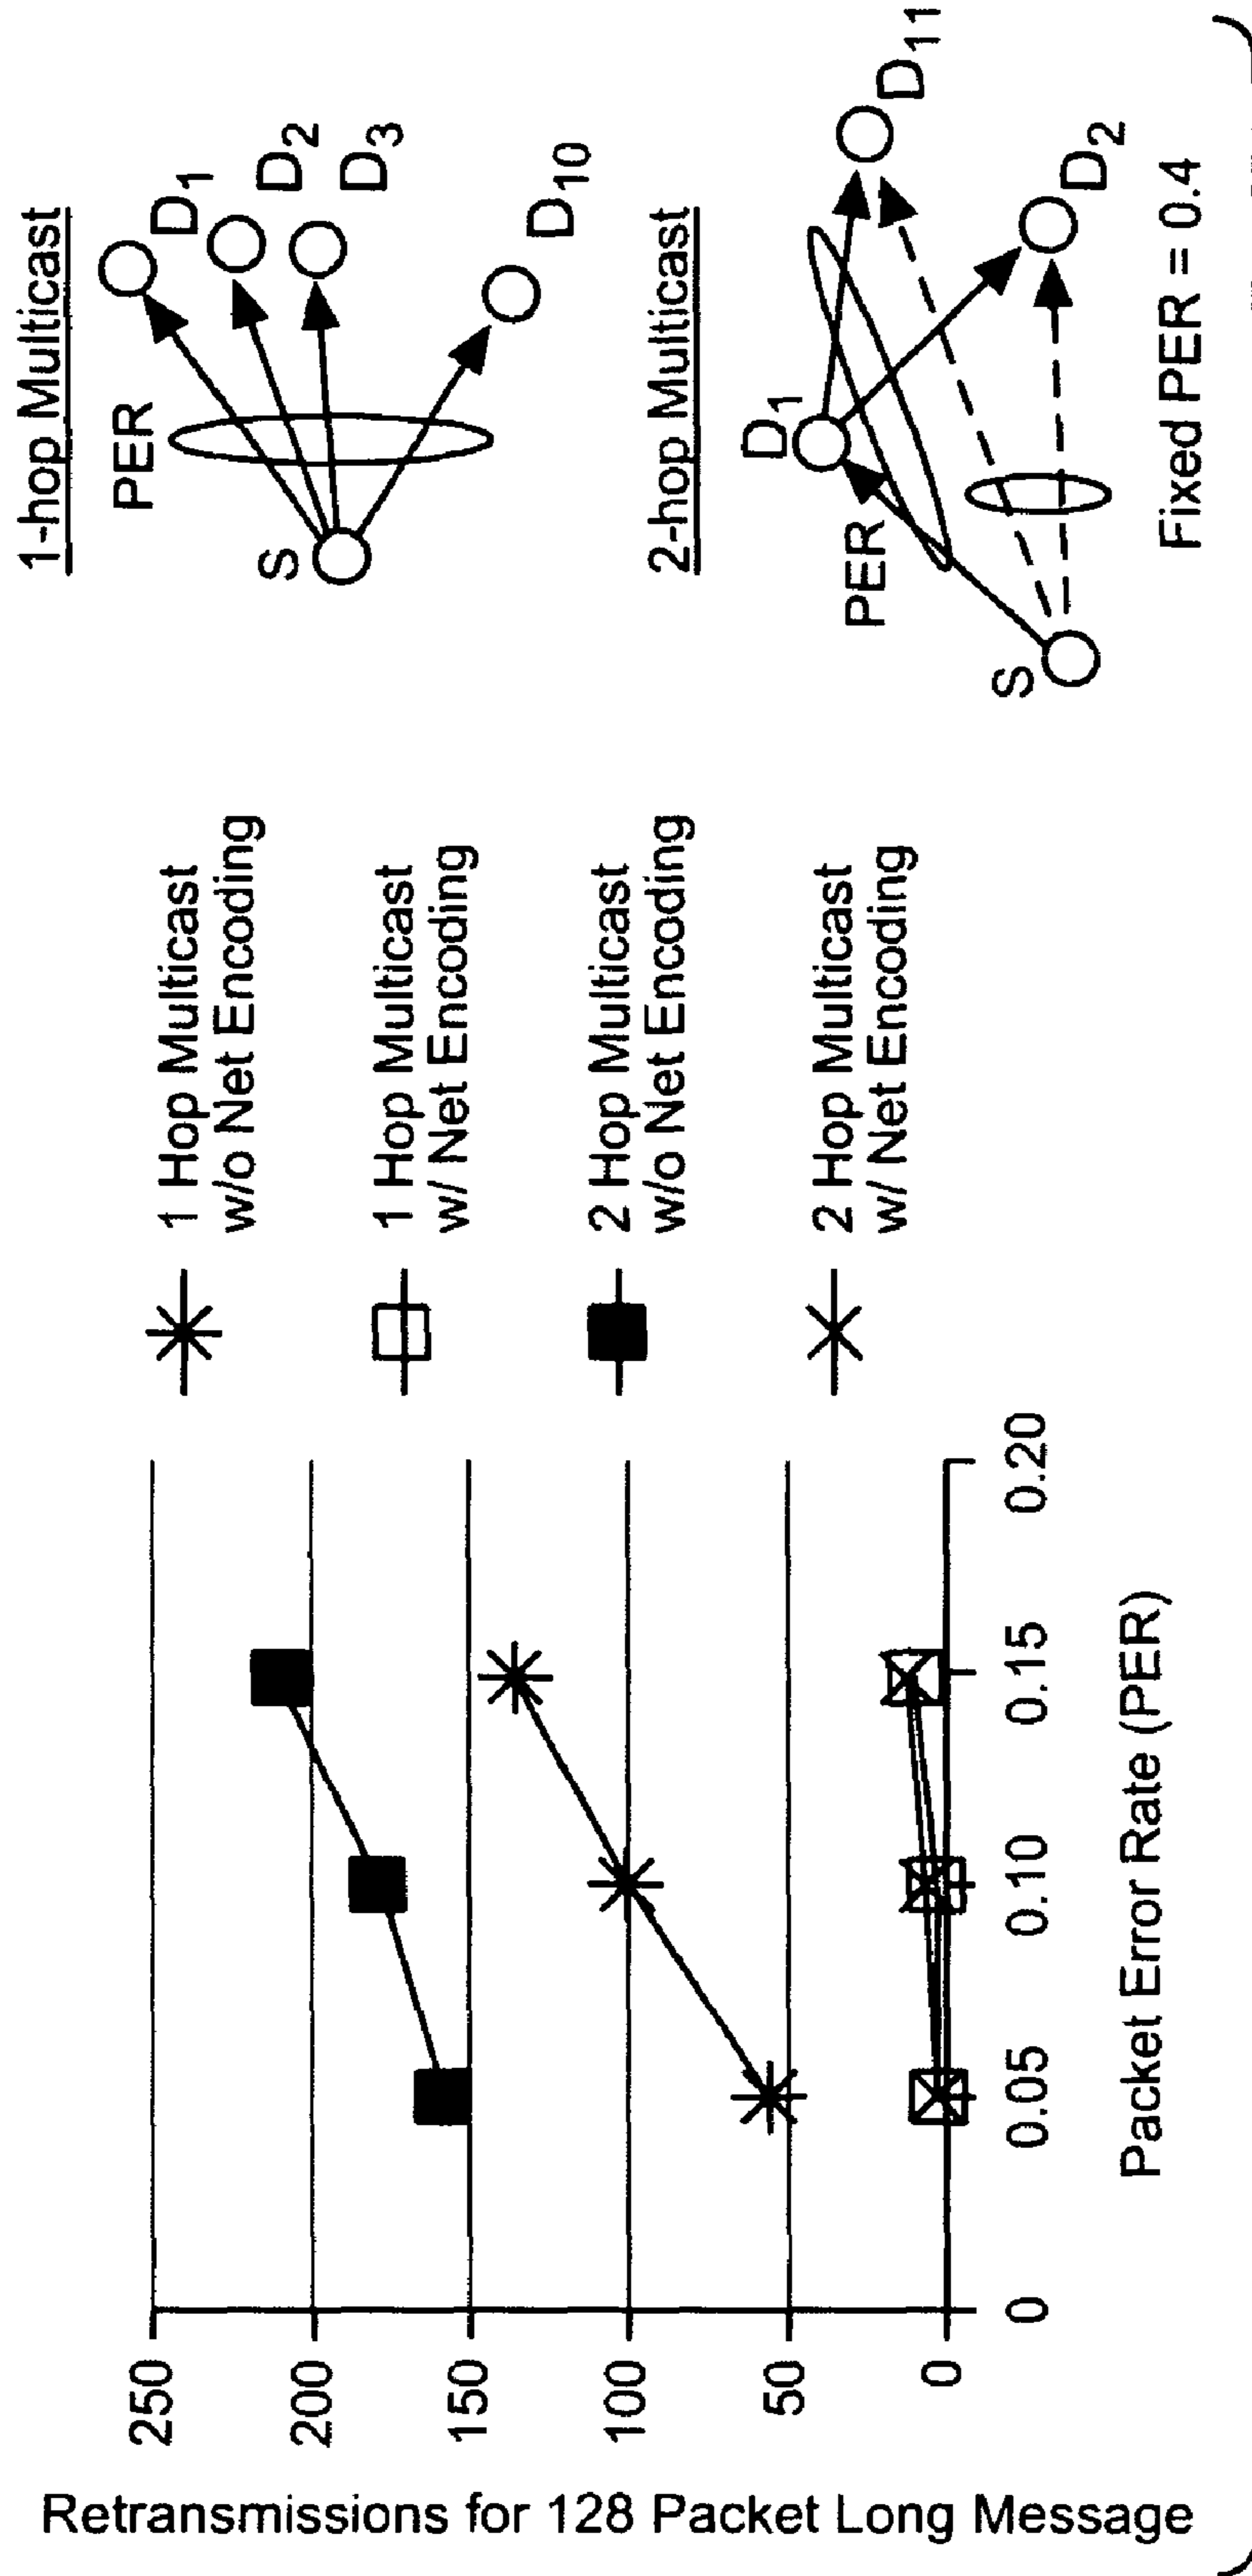 Retransmissions for 128 Packet Long Message
250
200
150
100
50
0
0
0.05
0.10
0.15
0.20
Packet Error Rate (PER)
1 Hop Multicast
w/o Net Encoding
1 Hop Multicast
w/ Net Encoding
2 Hop Multicast
w/o Net Encoding
2 Hop Multicast
w/ Net Encoding
1-hop Multicast
PER
S
D1
D2
D3
D10
2-hop Multicast
D1
PER
S
D11
D2
Fixed PER = 0.4